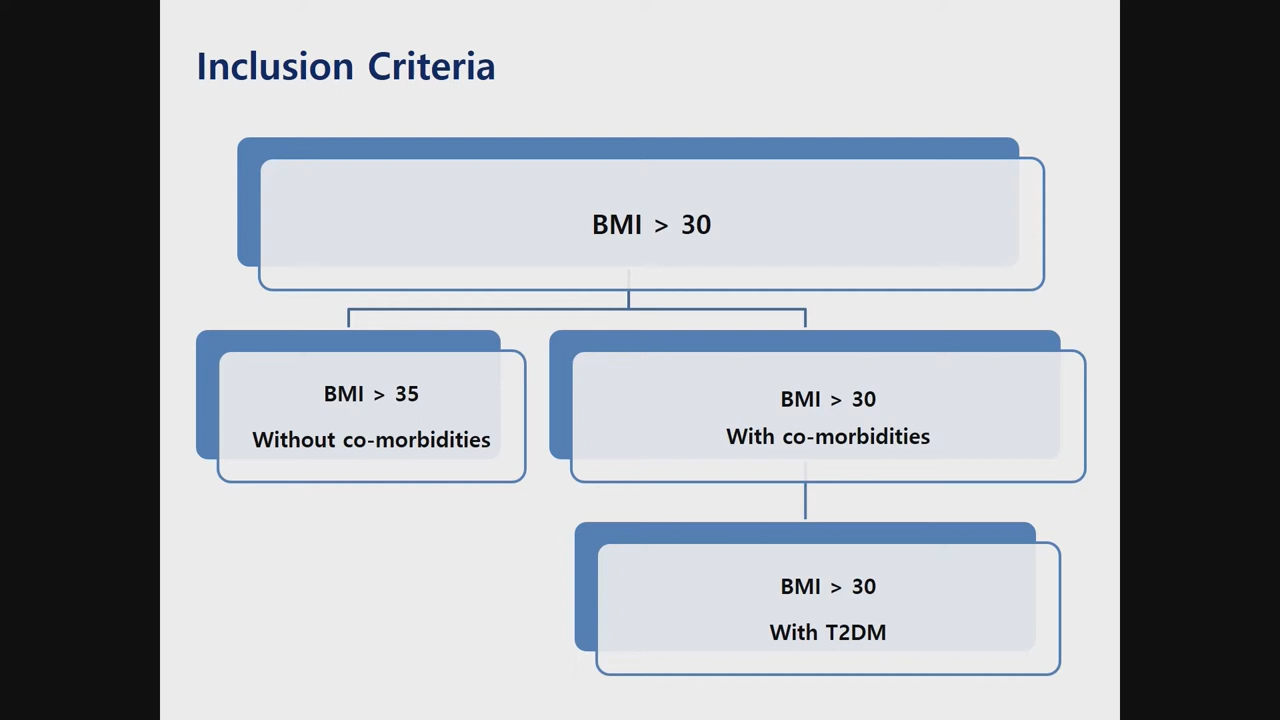 Inclusion Criteria
BMI > 30
BMI > 35
Without co-morbidities
BMI > 30
With co-morbidities
BMI > 30
With T2DM